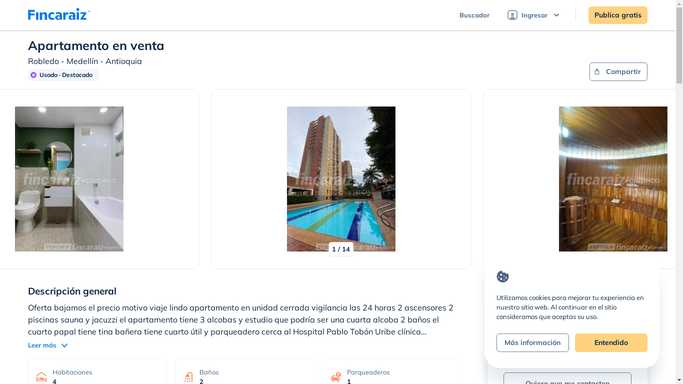 Fincaraiz
Buscador
Ingresar
Publica gratis
Apartamento en venta
Robledo - Medellín - Antioquia
Usado · Destacado
Compartir
fincaraiz
fincaraiz
fincaraiz
1 / 14
Descripción general
Oferta bajamos el precio motivo viaje lindo apartamento en unidad cerrada vigilancia las 24 horas 2 ascensores 2
piscinas sauna y jacuzzi el apartamento tiene 3 alcobas y estudio que podría ser una cuarta alcoba 2 baños el
cuarto papal tiene tina bañera tiene cuarto útil y parqueadero cerca al Hospital Pablo Tobón Uribe clínico...
Leer más
Habitaciones
4
Baños
2
Parqueaderos
1
Utilizamos cookies para mejorar tu experiencia en
nuestro sitio web. Al continuar en el sitio
consideramos que aceptas su uso.
Más información
Entendido
Quiero que me contacten